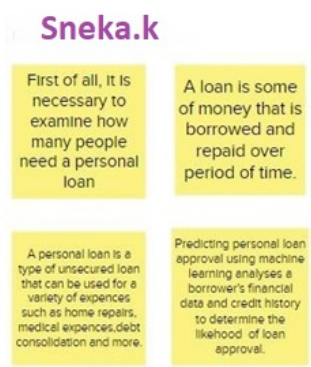 Sneka.k
First of all, it is
necessary to
examine how
many people
need a personal
loan
A loan is some
of money that is
borrowed and
repaid over
period of time.
A personal loan is a
type of unsecured loan
that can be used for a
variety of expences
such as home repairs,
medical expences,debt
consolidation and more.
Predicting personal loan
approval using machine
learning analyses a
borrower's financial
data and credit history
to determine the
likehood of loan
approval.